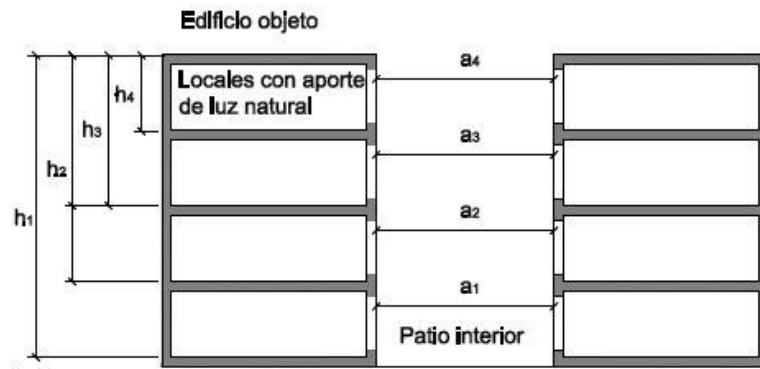 Edificio objeto
Locales con aporte
de luz natural
h4
h3
h2
h1
a4
a3
a2
a1
Patio interior